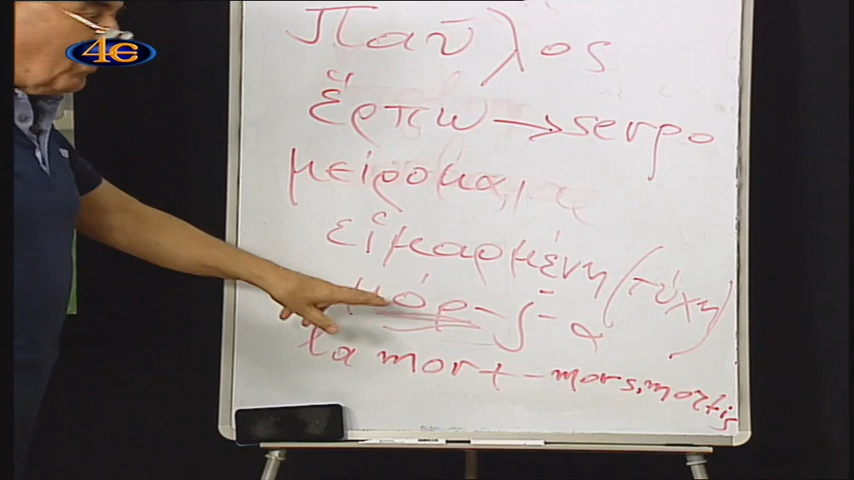 4ε
Παῦλος
ἕρπω → serpo
μείρομαι
εἱμαρμένη (τύχη)
μόρ-j-α
la mort - mors, mortis